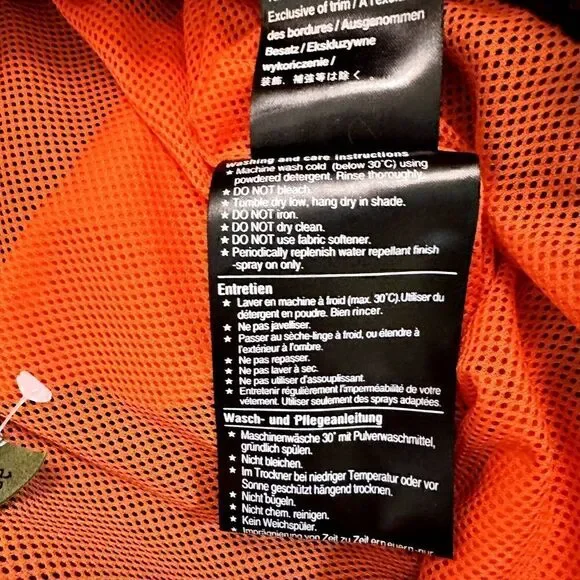 Exclusive of trim / A l'exclu
des bordures / Ausgenommen
Besatz / Ekskluzywne
wykończenie /
装飾、補強等は除く。
Washing and care instructions
★ Machine wash cold (below 30°C) using
powdered detergent. Rinse thoroughly.
★ DO NOT bleach.
★ Tumble dry low, hang dry in shade.
★ DO NOT iron.
★ DO NOT dry clean.
★ DO NOT use fabric softener.
★ Periodically replenish water repellant finish
-spray on only.
Entretien
★ Laver en machine à froid (max. 30°C).Utiliser du
détergent en poudre. Bien rincer.
★ Ne pas javelliser.
★ Passer au sèche-linge à froid, ou étendre à
l'extérieur à l'ombre.
★ Ne pas repasser.
★ Ne pas laver à sec.
★ Ne pas utiliser d'assouplissant.
★ Entretenir régulièrement l'imperméabilité de votre
vêtement. Utiliser seulement des sprays adaptées.
Wasch- und Pflegeanleitung
★ Maschinenwäsche 30° mit Pulverwaschmittel,
gründlich spülen.
★ Nicht bleichen.
★ Im Trockner bei niedriger Temperatur oder vor
Sonne geschützt hängend trocknen.
★ Nicht bügeln.
★ Nicht chem. reinigen.
★ Kein Weichspüler.
★ Imprägnierung von Zeit zu Zeit erneuern -nur